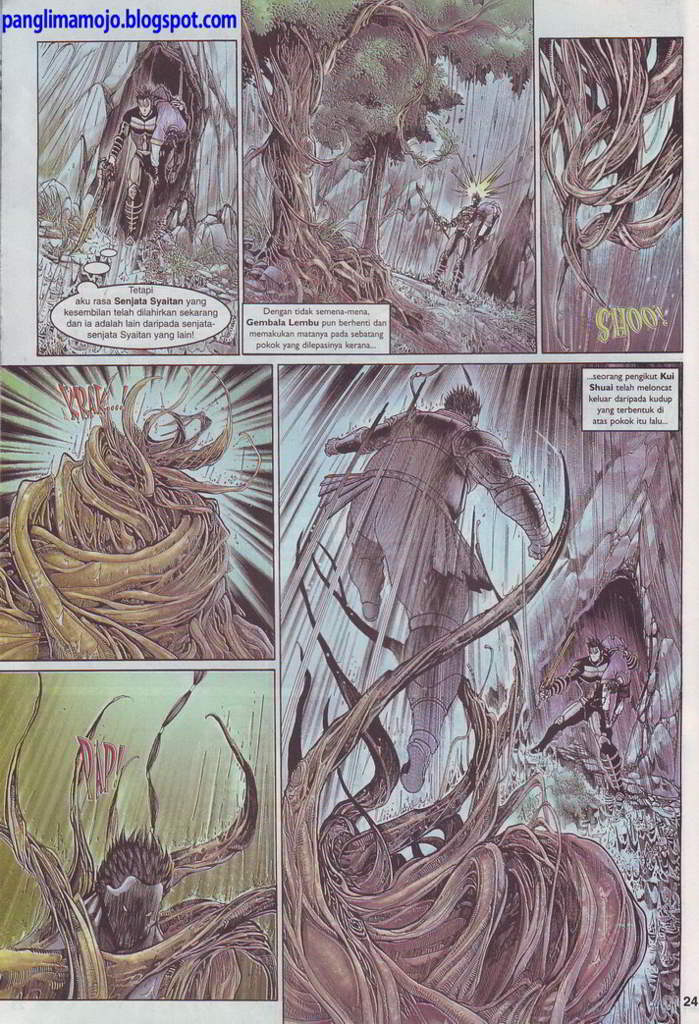 panglimamojo.blogspot.com
Tetapi
aku rasa Senjata Syaitan yang
kesembilan telah dilahirkan sekarang
dan ia adalah lain daripada senjata-
senjata Syaitan yang lain!
Dengan tidak semena-mena,
Gembala Lembu pun berhenti dan
memakukan matanya pada sebatang
pokok yang dilepasinya kerana...
SHOO!
KRAK...!
...seorang pengikut Kui
Shuai telah meloncat
keluar daripada kudup
yang terbentuk di
atas pokok itu lalu...
PAP!
24